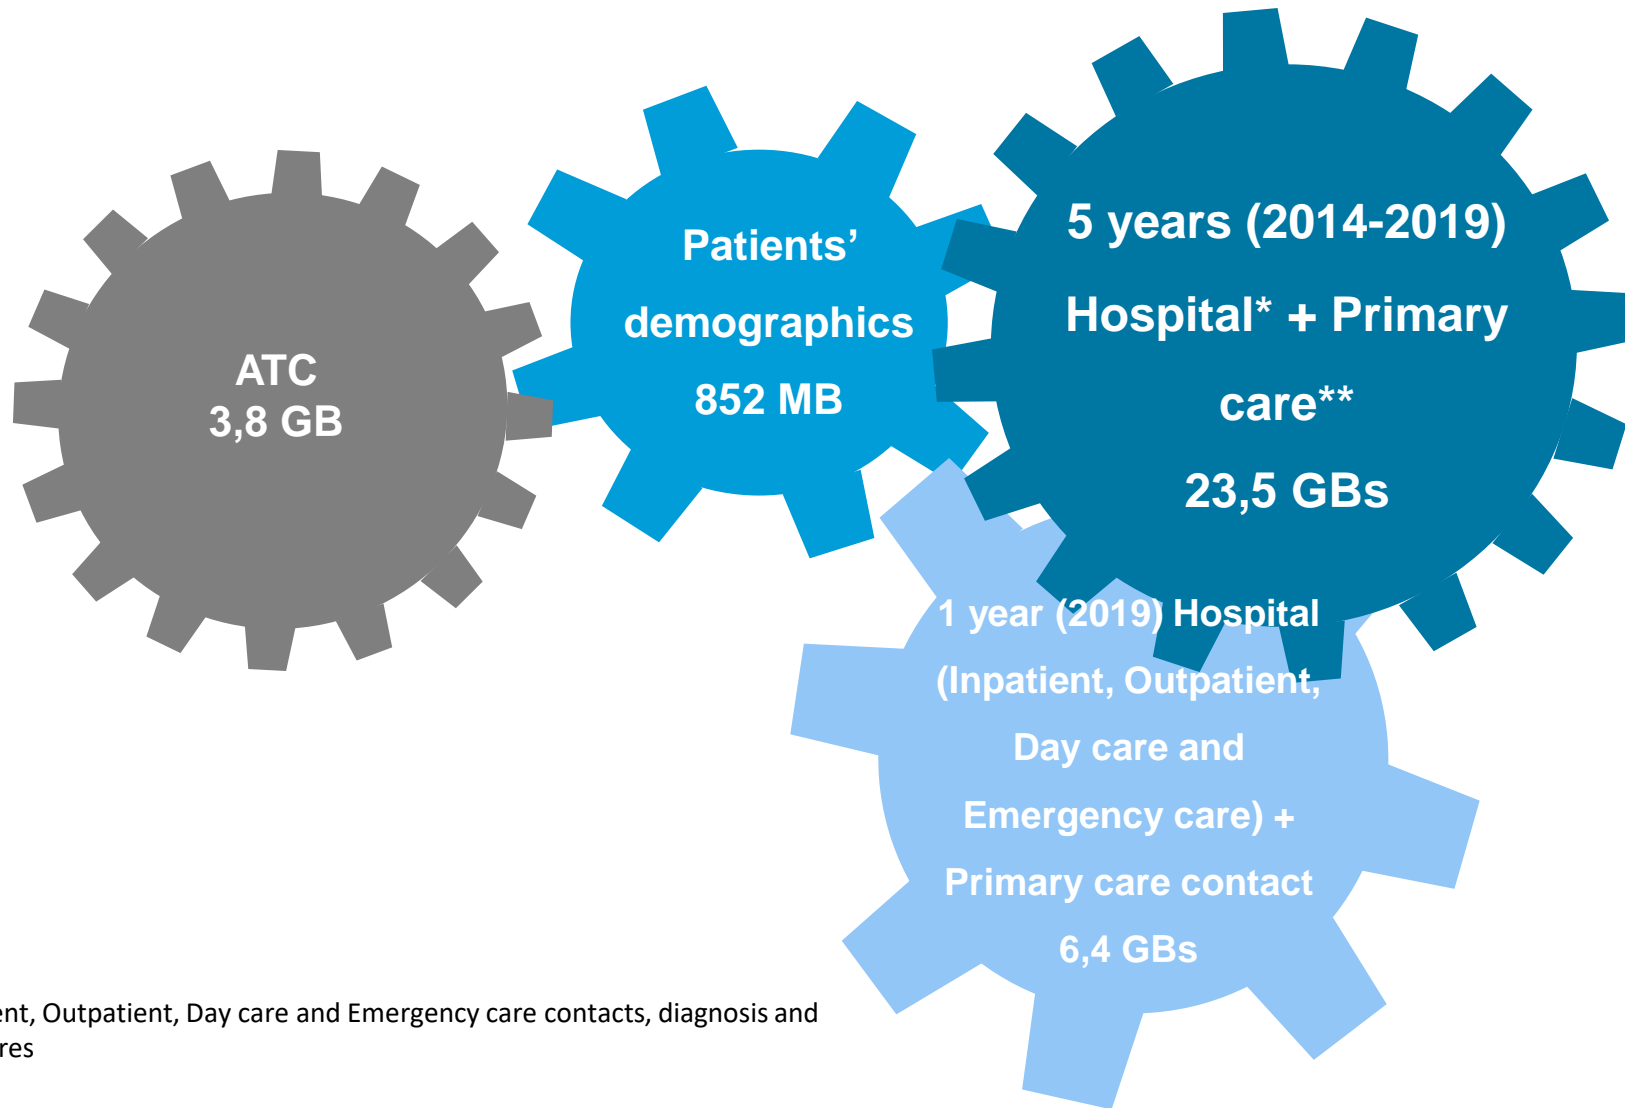 ATC
3,8 GB
Patients’
demographics
852 MB
5 years (2014-2019)
Hospital* + Primary
care**
23,5 GBs
1 year (2019) Hospital
(Inpatient, Outpatient,
Day care and
Emergency care) +
Primary care contact
6,4 GBs
Outpatient, Day care and Emergency care contacts, diagnosis and